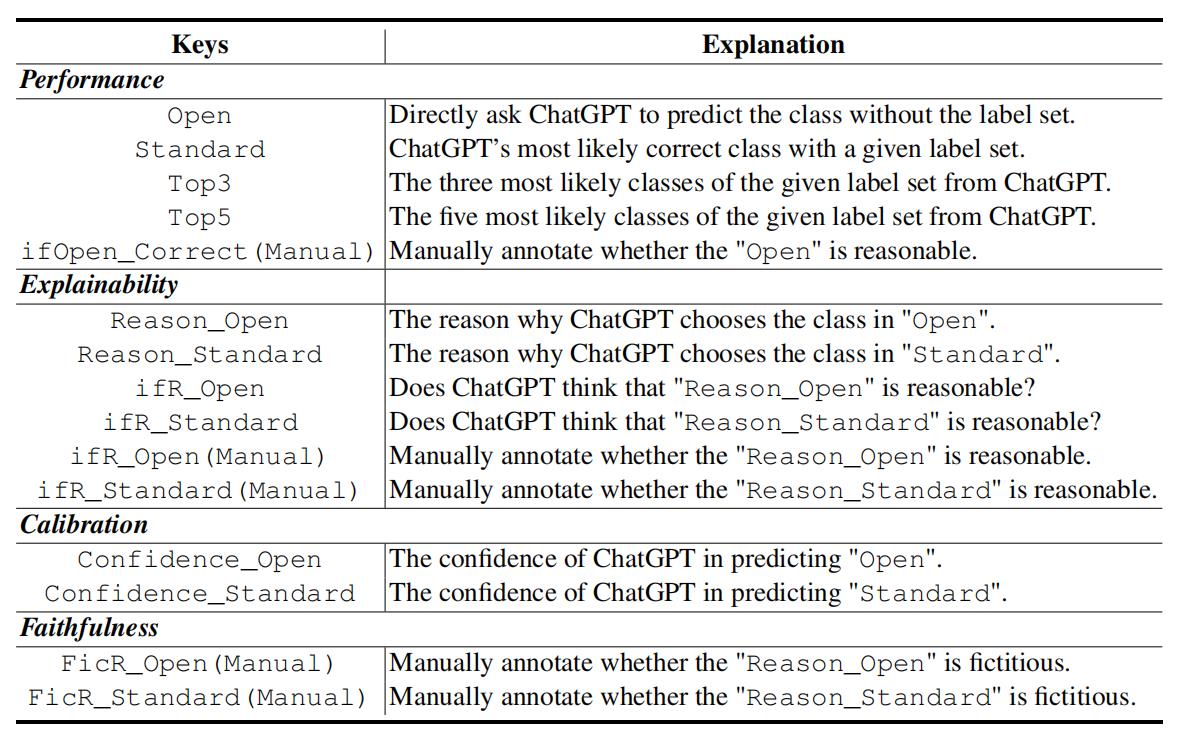 Keys Explanation
Performance
Open Directly ask ChatGPT to predict the class without the label set.
Standard ChatGPT's most likely correct class with a given label set.
Top3 The three most likely classes of the given label set from ChatGPT.
Top5 The five most likely classes of the given label set from ChatGPT.
ifOpen_Correct(Manual) Manually annotate whether the "Open" is reasonable.
Explainability
Reason_Open The reason why ChatGPT chooses the class in "Open".
Reason_Standard The reason why ChatGPT chooses the class in "Standard".
ifR_Open Does ChatGPT think that "Reason_Open" is reasonable?
ifR_Standard Does ChatGPT think that "Reason_Standard" is reasonable?
ifR_Open(Manual) Manually annotate whether the "Reason_Open" is reasonable.
ifR_Standard(Manual) Manually annotate whether the "Reason_Standard" is reasonable.
Calibration
Confidence_Open The confidence of ChatGPT in predicting "Open".
Confidence_Standard The confidence of ChatGPT in predicting "Standard".
Faithfulness
FicR_Open(Manual) Manually annotate whether the "Reason_Open" is fictitious.
FicR_Standard(Manual) Manually annotate whether the "Reason_Standard" is fictitious.